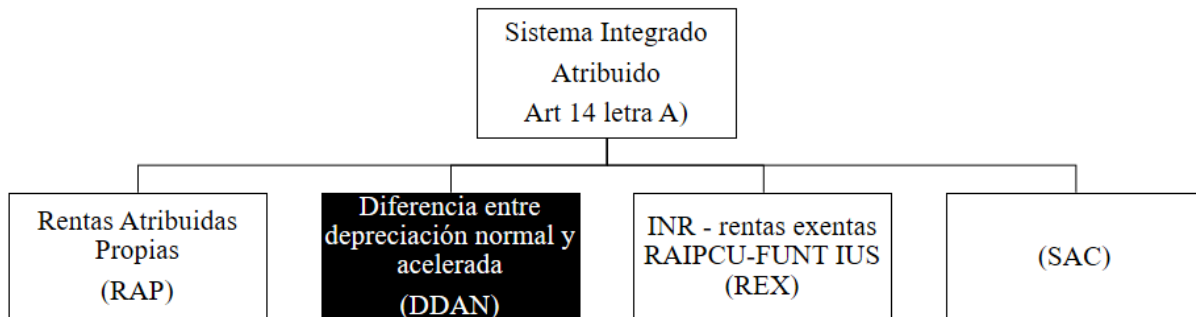 Sistema Integrado
Atribuido
Art 14 letra A)
Rentas Atribuidas
Propias
(RAP)
Diferencia entre
depreciación normal y
acelerada
(DDAN)
INR - rentas exentas
RAIPCU-FUNT IUS
(REX)
(SAC)